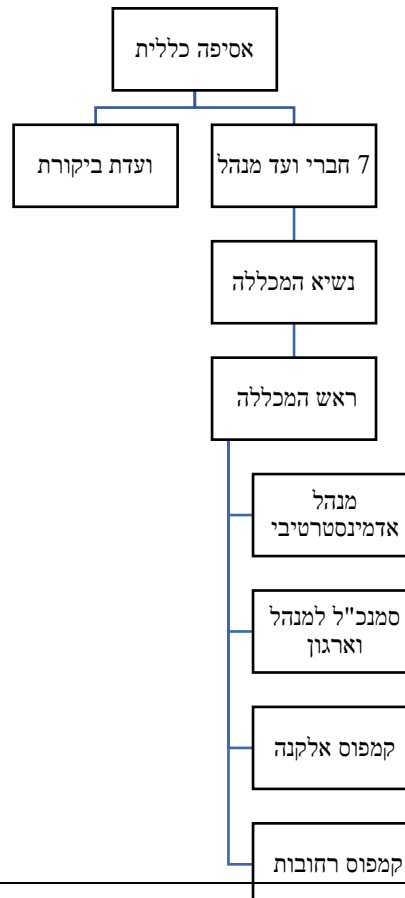 אסיפה כללית
7 חברי ועד מנהל
ועדת ביקורת
נשיא המכללה
ראש המכללה
מנהל
אדמינסטרטיבי
סמנכ"ל למנהל
וארגון
קמפוס אלקנה
קמפוס רחובות